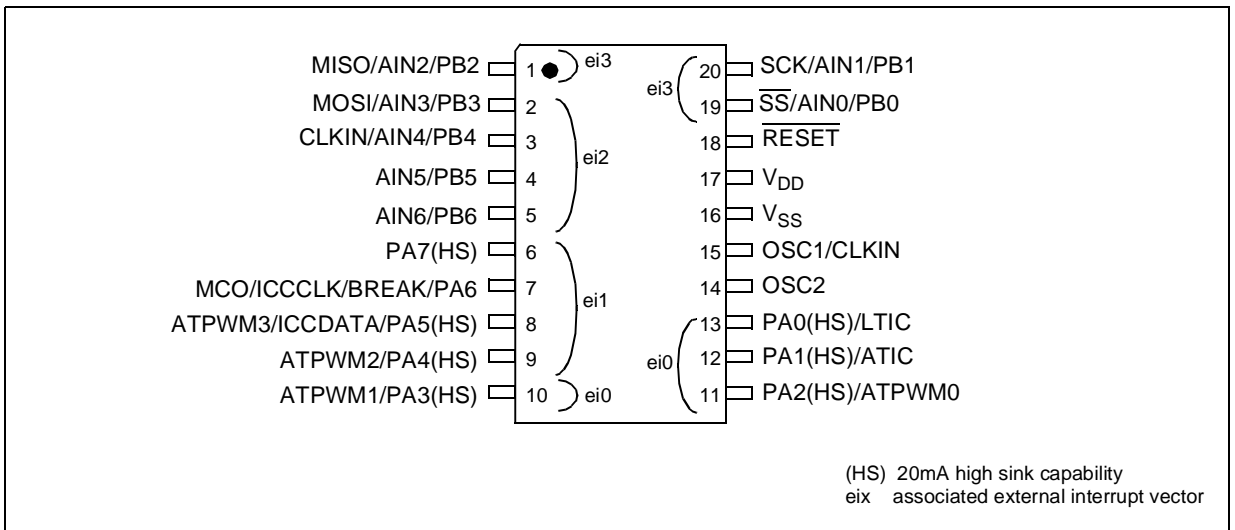 MISO/AIN2/PB2 1 ei3
MOSI/AIN3/PB3 2
CLKIN/AIN4/PB4 3
ei2
AIN5/PB5 4
AIN6/PB6 5
PA7(HS) 6
MCO/ICCCLK/BREAK/PA6 7
ei1
ATPWM3/ICCDATA/PA5(HS) 8
ATPWM2/PA4(HS) 9
ATPWM1/PA3(HS) 10 ei0
20 SCK/AIN1/PB1
ei3
19 SS/AIN0/PB0
18 RESET
17 VDD
16 VSS
15 OSC1/CLKIN
14 OSC2
13 PA0(HS)/LTIC
ei0 12 PA1(HS)/ATIC
11 PA2(HS)/ATPWM0
(HS) 20mA high sink capability
eix associated external interrupt vector